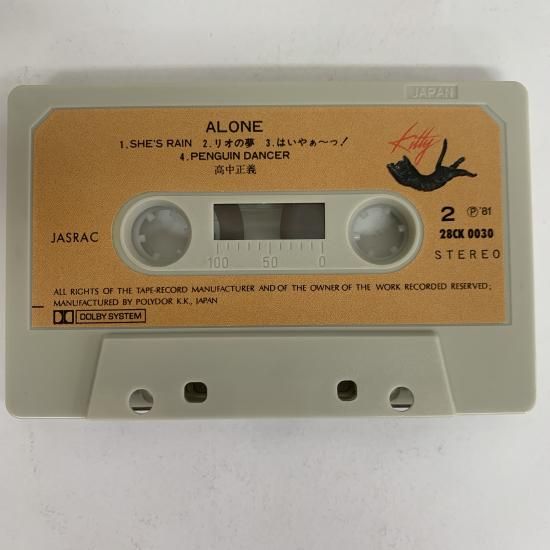 JAPAN
ALONE
1.SHE'S RAIN 2.リオの夢 3.はいやぁ〜っ!
4.PENGUIN DANCER
高中正義
Kitty
JASRAC
2 Ⓟ'81
28CK 0030
STEREO
100 50 0
ALL RIGHTS OF THE TAPE-RECORD MANUFACTURER AND OF THE OWNER OF THE WORK RECORDED RESERVED;
MANUFACTURED BY POLYDOR K.K., JAPAN
DOLBY SYSTEM